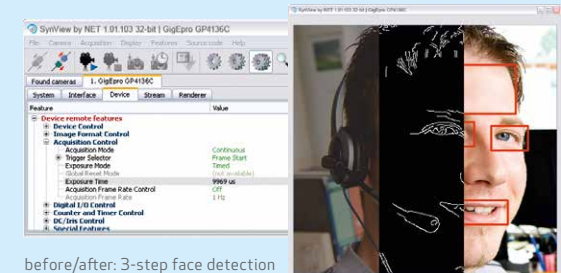 SynView by NET 1.01.103 32-bit | GigEpro GP4136C
File Camera Acquisition Display Features Source code Help
Found cameras 1. GigEpro GP4136C
System Interface Device Stream Renderer
Feature Value
Device remote features
Device Control
Image Format Control
Acquisition Control
Acquisition Mode Continuous
Trigger Selector Frame Start
Exposure Mode Timed
Global Reset Mode (not available)
Exposure Time 9969 us
Acquisition Frame Rate Control Off
Acquisition Frame Rate 1 Hz
Digital I/O Control
Counter and Timer Control
DC/Iris Control
Special Features
before/after: 3-step face detection
SynView by NET 1.01.103 32-bit | GigEpro GP4136C